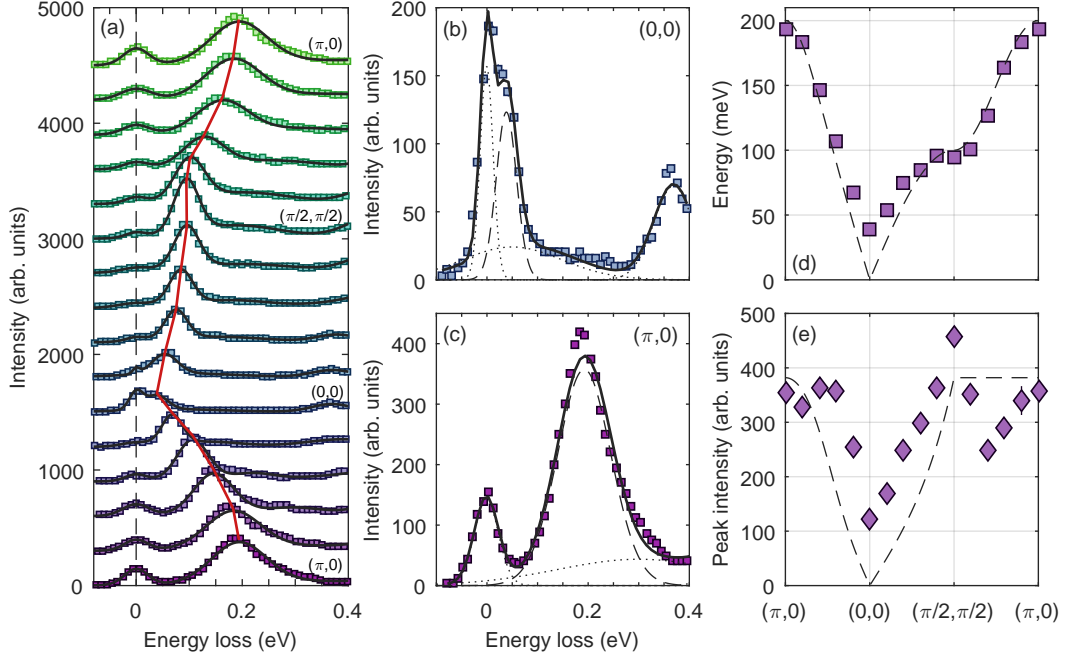 (a)
(π,0)
(π/2,π/2)
(0,0)
(π,0)
Intensity (arb. units)
5000
4000
3000
2000
1000
0
0
0.2
0.4
Energy loss (eV)
(b)
(0,0)
Intensity (arb. units)
200
150
100
50
0
(c)
(π,0)
Intensity (arb. units)
400
300
200
100
0
0
0.2
0.4
Energy loss (eV)
(d)
Energy (meV)
200
150
100
50
0
(e)
Peak intensity (arb. units)
500
400
300
200
100
0
(π,0)
(0,0)
(π/2,π/2)
(π,0)